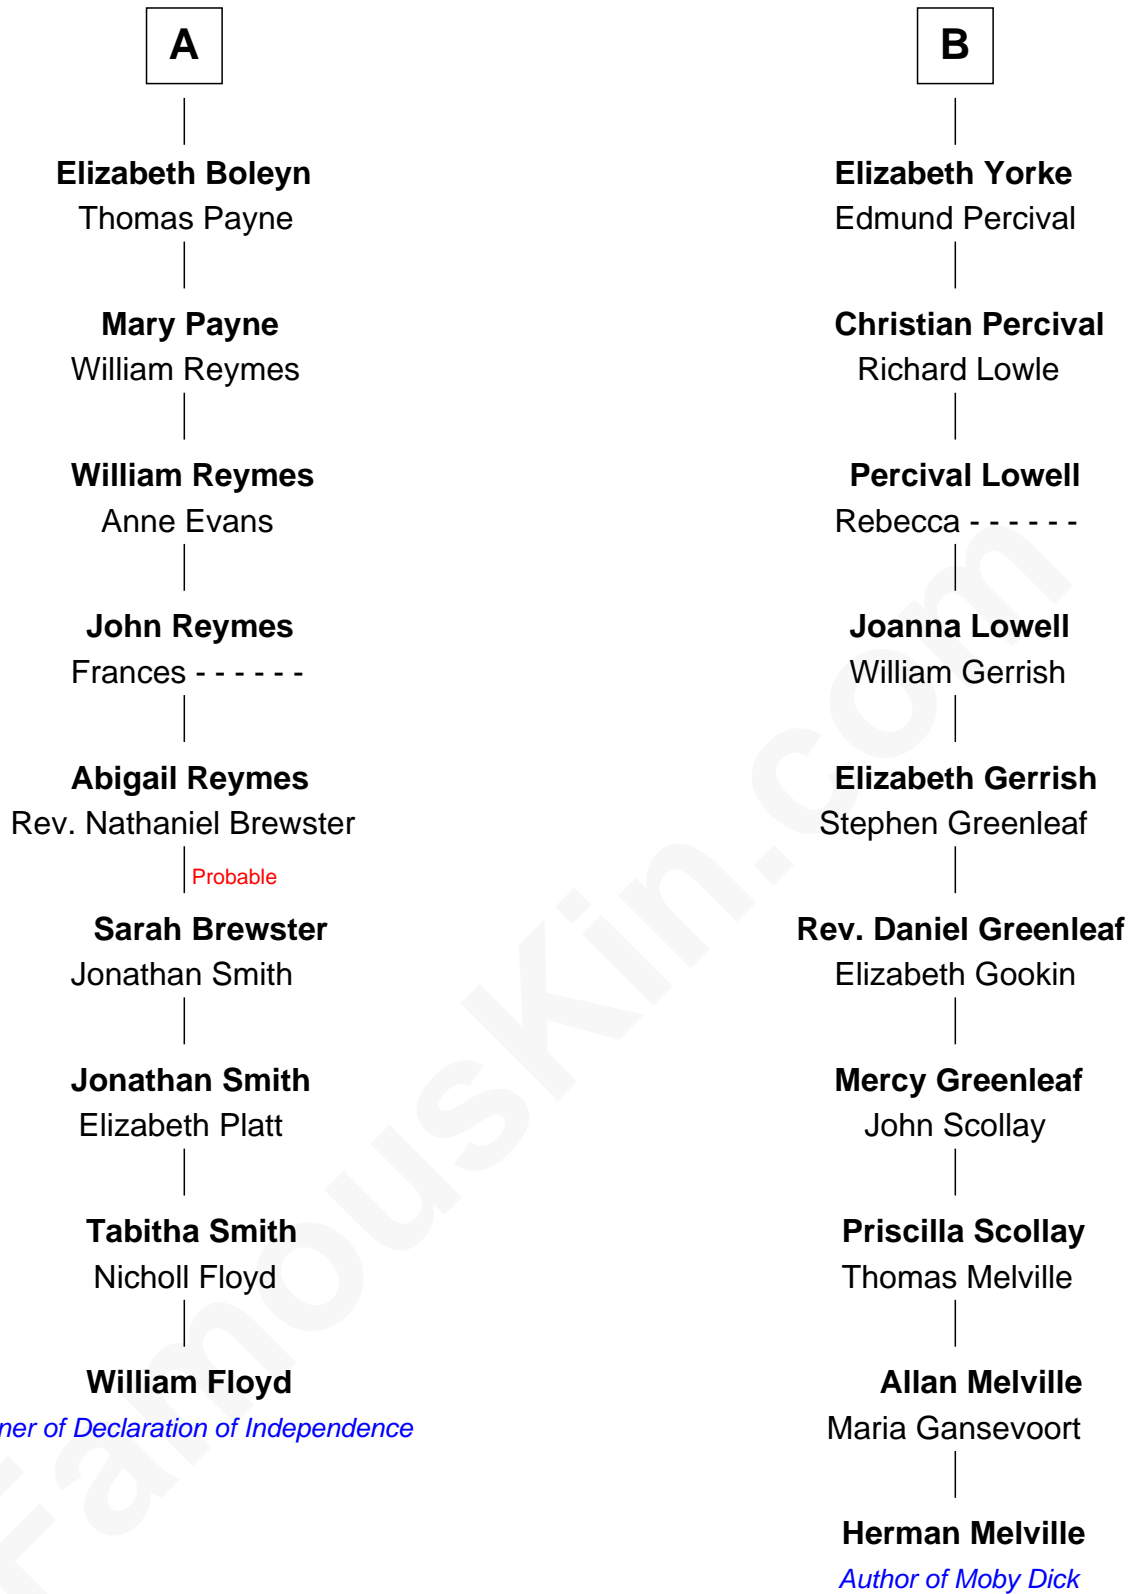 A
Elizabeth Boleyn
Thomas Payne
Mary Payne
William Reymes
William Reymes
Anne Evans
John Reymes
Frances - - - - - -
Abigail Reymes
Rev. Nathaniel Brewster
Probable
Sarah Brewster
Jonathan Smith
Jonathan Smith
Elizabeth Platt
Tabitha Smith
Nicholl Floyd
William Floyd
of Declaration of Independence
B
Elizabeth Yorke
Edmund Percival
Christian Percival
Richard Lowle
Percival Lowell
Rebecca - - - - - -
Joanna Lowell
William Gerrish
Elizabeth Gerrish
Stephen Greenleaf
Rev. Daniel Greenleaf
Elizabeth Gookin
Mercy Greenleaf
John Scollay
Priscilla Scollay
Thomas Melville
Allan Melville
Maria Gansevoort
Herman Melville
Author of Moby Dick
FamousKin.com